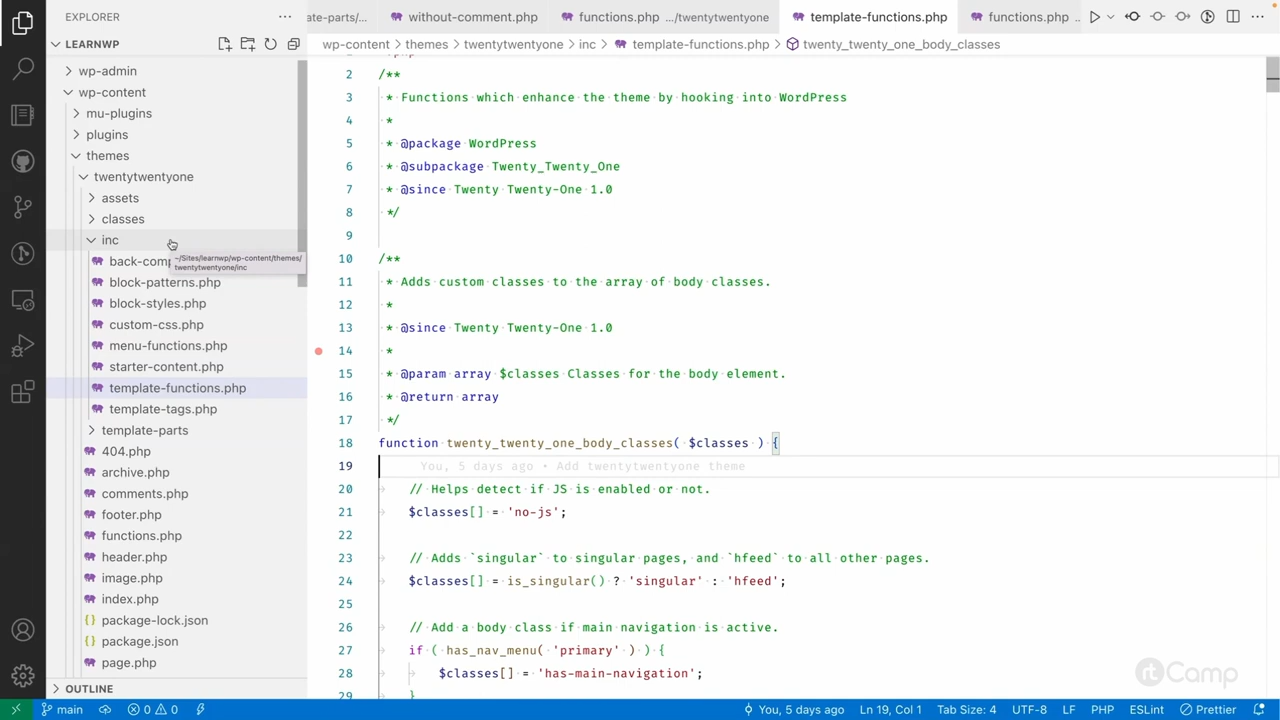 EXPLORER
LEARNWP
wp-admin
wp-content
mu-plugins
plugins
themes
twentytwentyone
assets
classes
inc
~/Sites/learnwp/wp-content/themes/
twentytwentyone/inc
back-comp
block-patterns.php
block-styles.php
custom-css.php
menu-functions.php
starter-content.php
template-functions.php
template-tags.php
template-parts
404.php
archive.php
comments.php
footer.php
functions.php
header.php
image.php
index.php
package-lock.json
package.json
page.php
OUTLINE
ate-parts/...
without-comment.php
functions.php .../twentytwentyone
template-functions.php
functions.php ..
wp-content > themes > twentytwentyone > inc > template-functions.php > twenty_twenty_one_body_classes
2 /**
3 * Functions which enhance the theme by hooking into WordPress
4 *
5 * @package WordPress
6 * @subpackage Twenty_Twenty_One
7 * @since Twenty Twenty-One 1.0
8 */
9
10 /**
11 * Adds custom classes to the array of body classes.
12 *
13 * @since Twenty Twenty-One 1.0
14 *
15 * @param array $classes Classes for the body element.
16 * @return array
17 */
18 function twenty_twenty_one_body_classes( $classes ) {
19 You, 5 days ago • Add twentytwentyone theme
20 // Helps detect if JS is enabled or not.
21 $classes[] = 'no-js';
22
23 // Adds `singular` to singular pages, and `hfeed` to all other pages.
24 $classes[] = is_singular() ? 'singular' : 'hfeed';
25
26 // Add a body class if main navigation is active.
27 if ( has_nav_menu( 'primary' ) ) {
28 $classes[] = 'has-main-navigation';
29 }
rtCamp
main
0 0
You, 5 days ago
Ln 19, Col 1
Tab Size: 4
UTF-8
LF
PHP
ESLint
Prettier